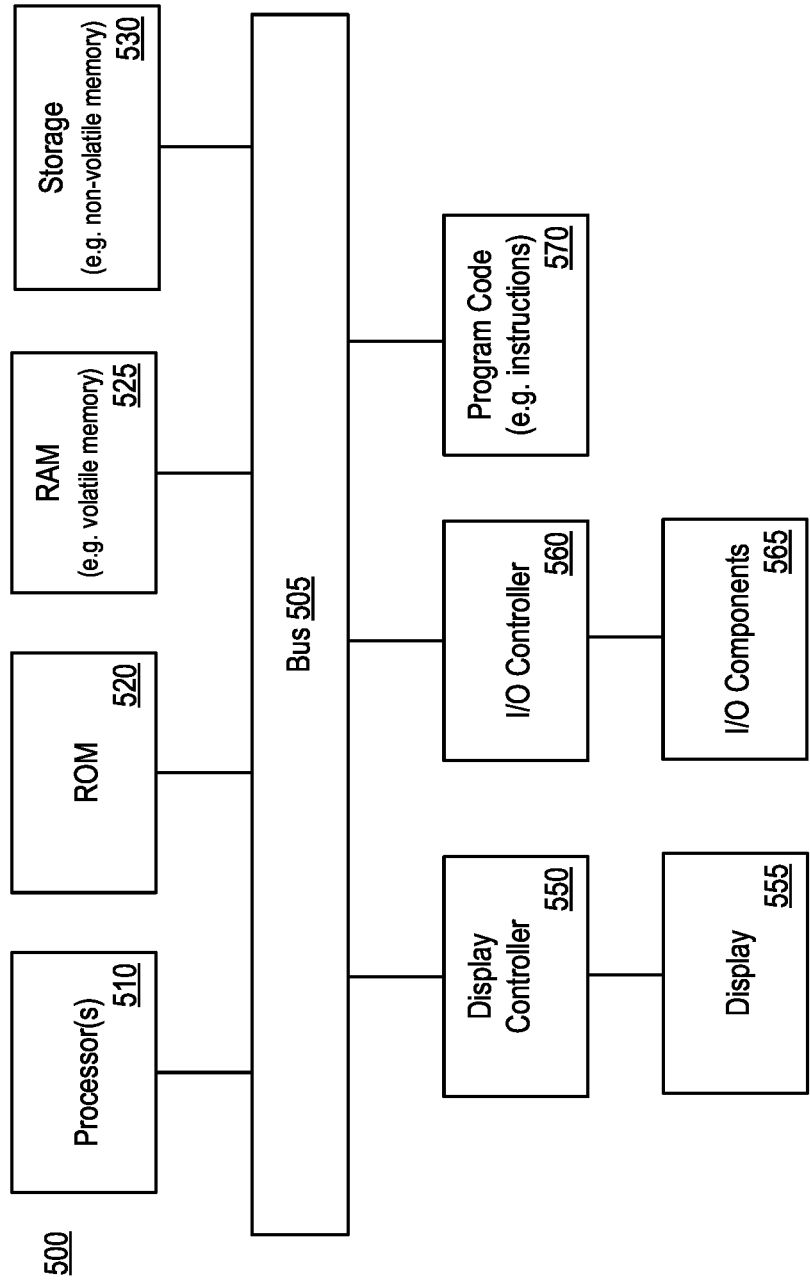 500
Processor(s)
510
ROM
520
RAM
(e.g. volatile memory)
525
Storage
(e.g. non-volatile memory)
530
Bus 505
Display
Controller
550
I/O Controller
560
Program Code
(e.g. instructions)
570
Display
555
I/O Components
565